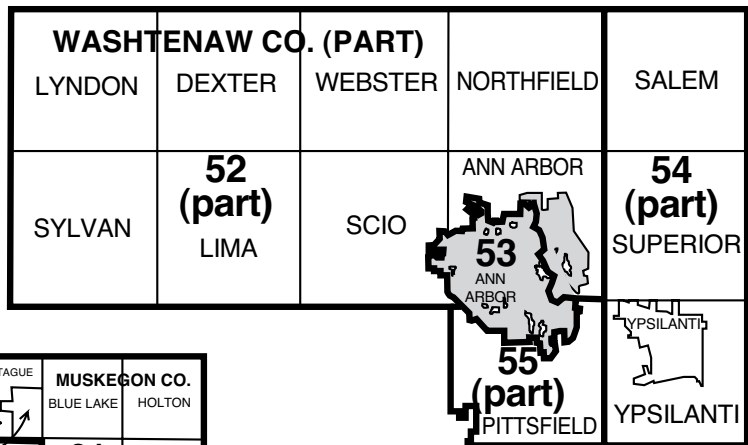 WASHTENAW CO. (PART)
LYNDON
DEXTER
WEBSTER
NORTHFIELD
SALEM
52
(part)
ANN ARBOR
54
(part)
SYLVAN
LIMA
SCIO
53
ANN
ARBOR
SUPERIOR
YPSILANTI
55
(part)
PITTSFIELD
YPSILANTI
TAGUE
MUSKEGON CO.
BLUE LAKE
HOLTON